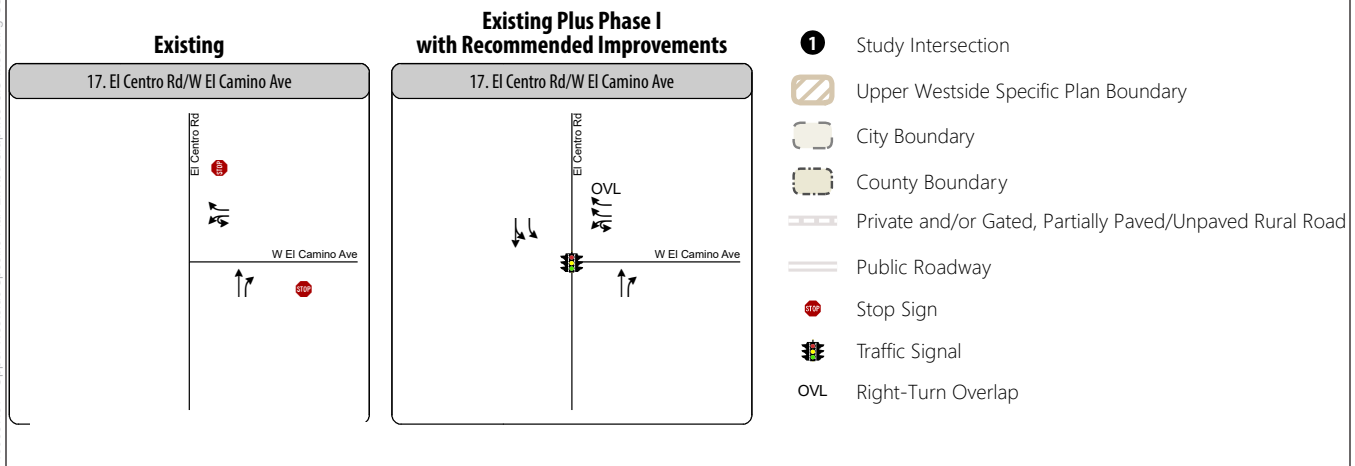 Existing
17. El Centro Rd/W El Camino Ave
El Centro Rd
STOP
W El Camino Ave
STOP
Existing Plus Phase I
with Recommended Improvements
17. El Centro Rd/W El Camino Ave
El Centro Rd
OVL
W El Camino Ave
1 Study Intersection
Upper Westside Specific Plan Boundary
City Boundary
County Boundary
Private and/or Gated, Partially Paved/Unpaved Rural Road
Public Roadway
STOP Stop Sign
Traffic Signal
OVL Right-Turn Overlap